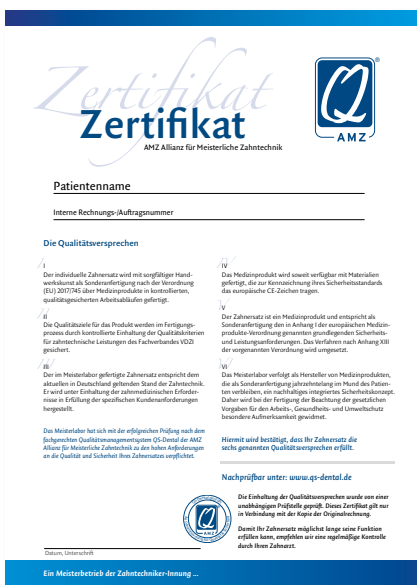 Zertifikat
Zertifikat
AMZ Allianz für Meisterliche Zahntechnik
Q
®
AMZ
Patientenname
Interne Rechnungs-/Auftragsnummer
Die Qualitätsversprechen
I
Der individuelle Zahnersatz wird mit sorgfältiger Hand-
werkskunst als Sonderanfertigung nach der Verordnung
(EU) 2017/745 über Medizinprodukte in kontrollierten,
qualitätsgesicherten Arbeitsabläufen gefertigt.
II
Die Qualitätsziele für das Produkt werden im Fertigungs-
prozess durch kontrollierte Einhaltung der Qualitätskriterien
für zahntechnische Leistungen des Fachverbandes VDZI
gesichert.
III
Der im Meisterlabor gefertigte Zahnersatz entspricht dem
aktuellen in Deutschland geltenden Stand der Zahntechnik.
Er wird unter Einhaltung der zahnmedizinischen Erforder-
nisse in Erfüllung der spezifischen Kundenanforderungen
hergestellt.
Das Meisterlabor hat sich mit der erfolgreichen Prüfung nach dem
fachgerechten Qualitätsmanagementsystem QS-Dental der AMZ
Allianz für Meisterliche Zahntechnik zu den hohen Anforderungen
an die Qualität und Sicherheit Ihres Zahnersatzes verpflichtet.
IV
Das Medizinprodukt wird soweit verfügbar mit Materialien
gefertigt, die zur Kennzeichnung ihres Sicherheitsstandards
das europäische CE-Zeichen tragen.
V
Der Zahnersatz ist ein Medizinprodukt und entspricht als
Sonderanfertigung den in Anhang I der europäischen Medizin-
produkte-Verordnung genannten grundlegenden Sicherheits-
und Leistungsanforderungen. Das Verfahren nach Anhang XIII
der vorgenannten Verordnung wird umgesetzt.
VI
Das Meisterlabor verfolgt als Hersteller von Medizinprodukten,
die als Sonderanfertigung jahrzehntelang im Mund des Patien-
ten verbleiben, ein nachhaltiges integriertes Sicherheitskonzept.
Daher wird bei der Fertigung der Beachtung der gesetzlichen
Vorgaben für den Arbeits-, Gesundheits- und Umweltschutz
besondere Aufmerksamkeit gewidmet.
Hiermit wird bestätigt, dass Ihr Zahnersatz die
sechs genannten Qualitätsversprechen erfüllt.
Nachprüfbar unter: www.qs-dental.de
Die Einhaltung der Qualitätsversprechen wurde von einer
unabhängigen Prüfstelle geprüft. Dieses Zertifikat gilt nur
in Verbindung mit der Kopie der Originalrechnung.
Damit Ihr Zahnersatz möglichst lange seine Funktion
erfüllen kann, empfehlen wir eine regelmäßige Kontrolle
durch Ihren Zahnarzt.
AMZ
Datum, Unterschrift
Ein Meisterbetrieb der Zahntechniker-Innung ...